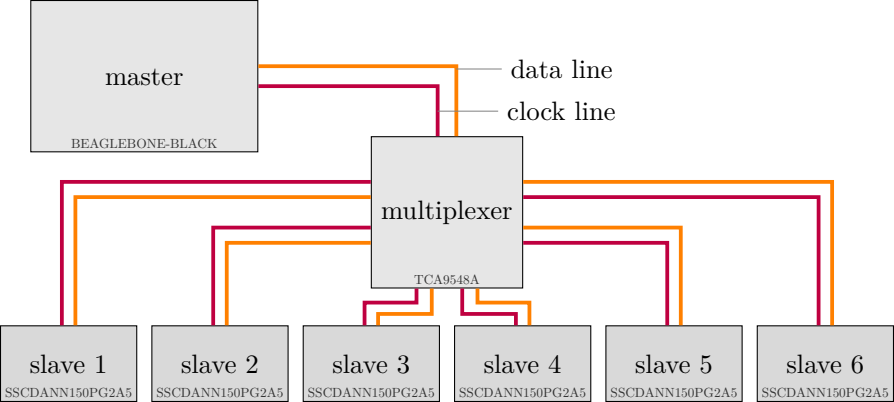 master
BEAGLEBONE-BLACK
data line
clock line
multiplexer
TCA9548A
slave 1
SSCDANN150PG2A5
slave 2
SSCDANN150PG2A5
slave 3
SSCDANN150PG2A5
slave 4
SSCDANN150PG2A5
slave 5
SSCDANN150PG2A5
slave 6
SSCDANN150PG2A5